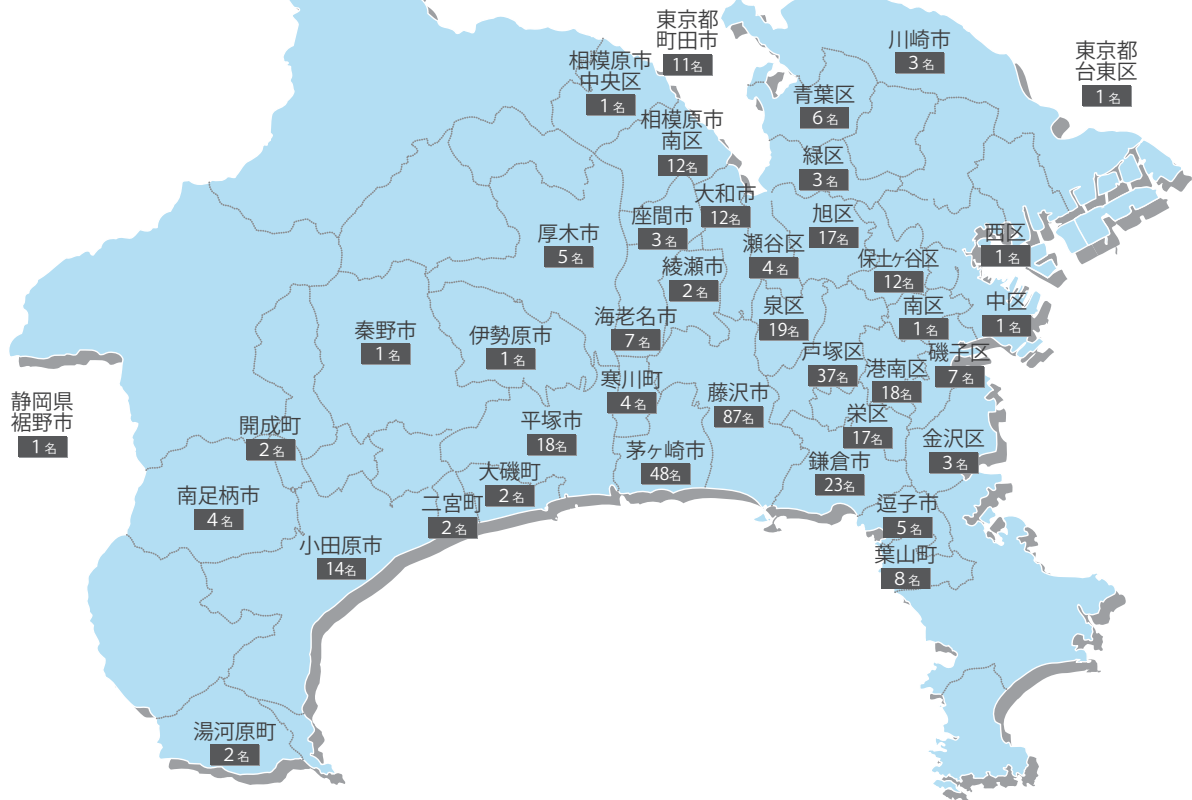 東京都
町田市
11名
川崎市
3名
東京都
台東区
1名
相模原市
中央区
1名
青葉区
6名
相模原市
南区
12名
緑区
3名
大和市
12名
座間市
3名
旭区
17名
厚木市
5名
瀬谷区
4名
西区
1名
保土ヶ谷区
12名
綾瀬市
2名
泉区
19名
南区
1名
中区
1名
海老名市
7名
秦野市
1名
伊勢原市
1名
戸塚区
37名
磯子区
7名
港南区
18名
寒川町
4名
藤沢市
87名
静岡県
裾野市
1名
開成町
2名
平塚市
18名
栄区
17名
金沢区
3名
茅ヶ崎市
48名
鎌倉市
23名
大磯町
2名
南足柄市
4名
二宮町
2名
逗子市
5名
小田原市
14名
葉山町
8名
湯河原町
2名